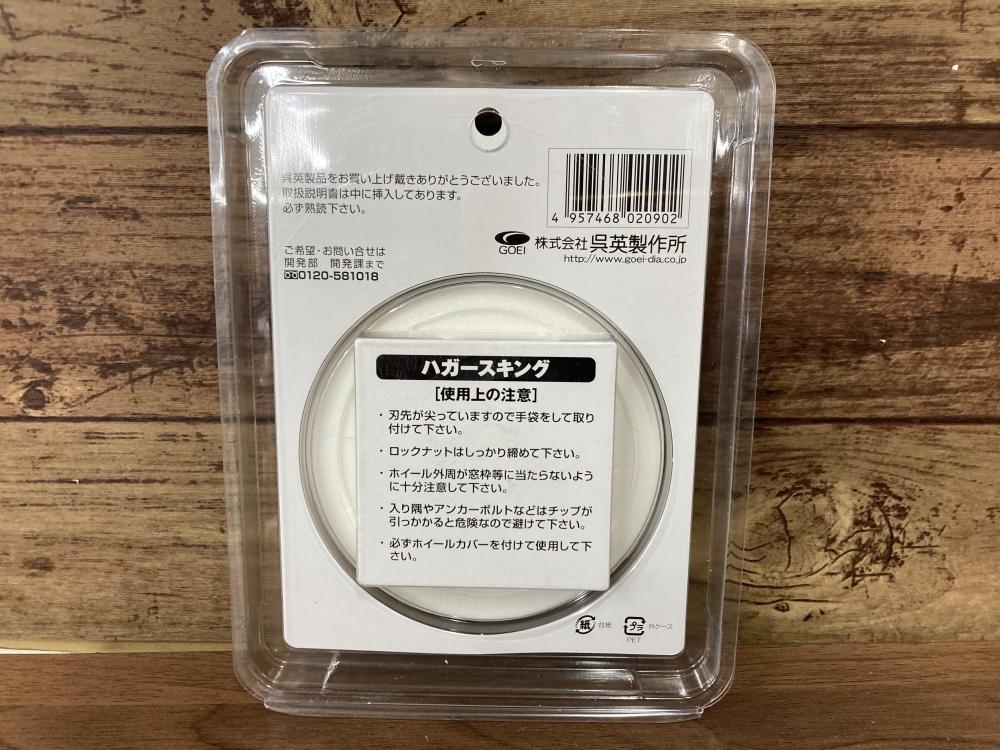 呉英製品をお買い上げ戴きありがとうございました。
取扱説明書は中に挿入してあります。
必ず熟読下さい。
4 957468 020902
GOEI 株式会社 呉英製作所
http://www.goei-dia.co.jp
ご希望・お問い合せは
開発部 開発課まで
0120-581018
ハガースキング
[使用上の注意]
・刃先が尖っていますので手袋をして取り
付けて下さい。
・ロックナットはしっかり締めて下さい。
・ホイール外周が窓枠等に当たらないよう
に十分注意して下さい。
・入り隅やアンカーボルトなどはチップが
引っかかると危険なので避けて下さい。
・必ずホイールカバーを付けて使用して下
さい。
紙 台紙 プラ 外ケース
PET